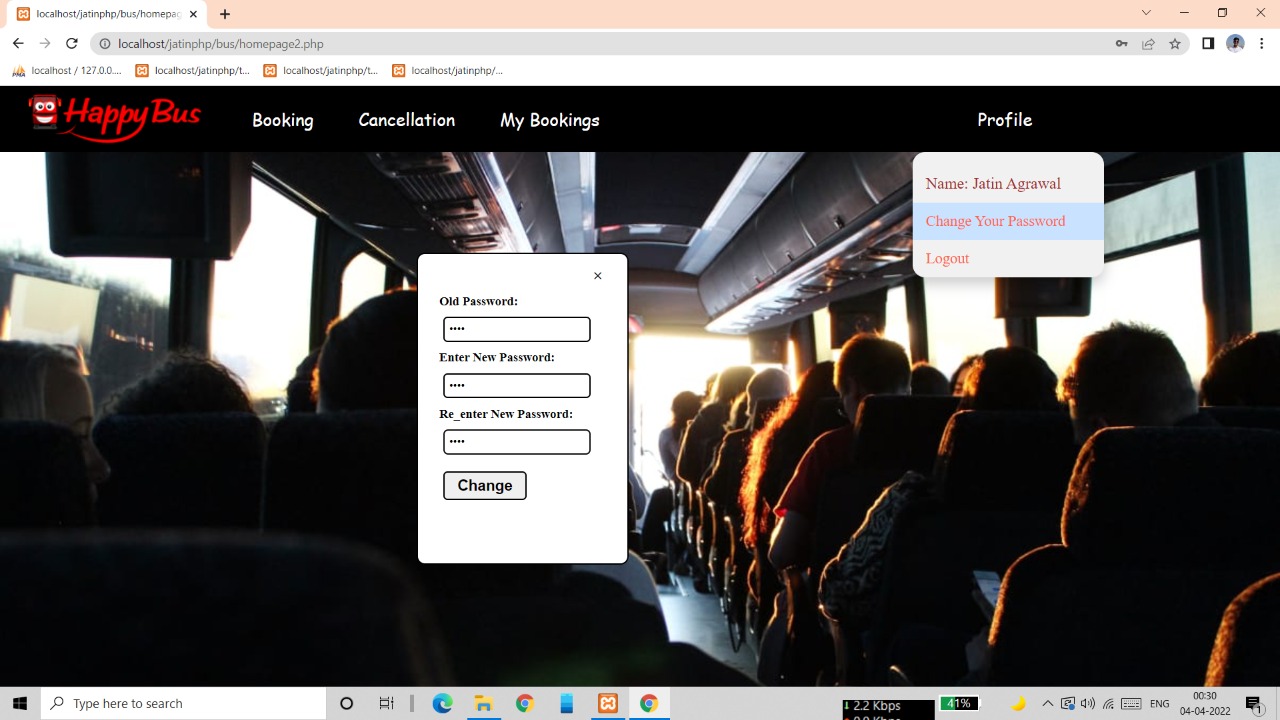 localhost/jatinphp/bus/homepag
localhost/jatinphp/bus/homepage2.php
localhost / 127.0.0....
localhost/jatinphp/t...
localhost/jatinphp/t...
localhost/jatinphp/...
Happy Bus
Booking
Cancellation
My Bookings
Profile
Name: Jatin Agrawal
Change Your Password
Logout
Old Password:
••••
Enter New Password:
••••
Re_enter New Password:
••••
Change
Type here to search
2.2 Kbps
41%
ENG
00:30
04-04-2022
1